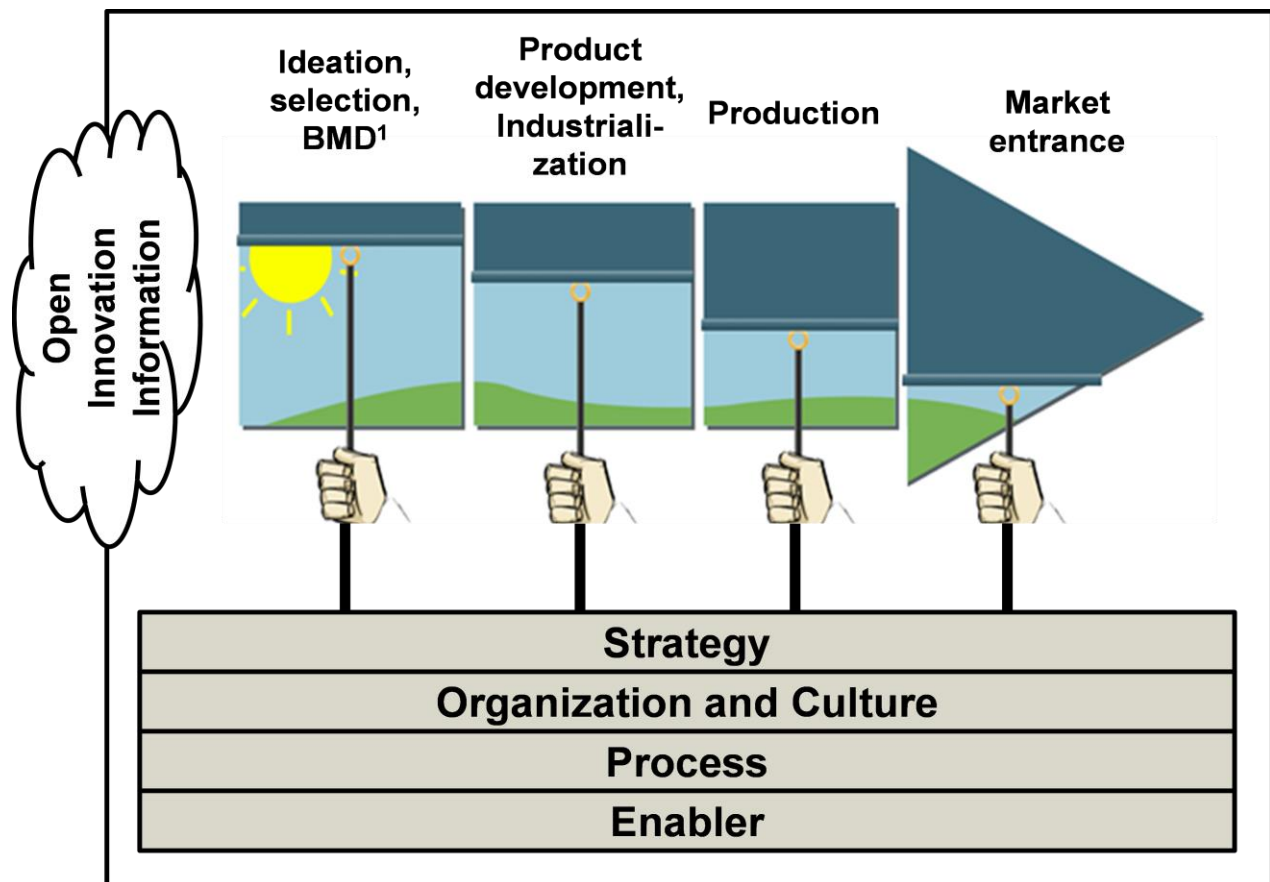 Ideation,
selection,
BMD¹
Product
development,
Industriali-
zation
Production
Market
entrance
Open
Innovation
Information
Strategy
Organization and Culture
Process
Enabler